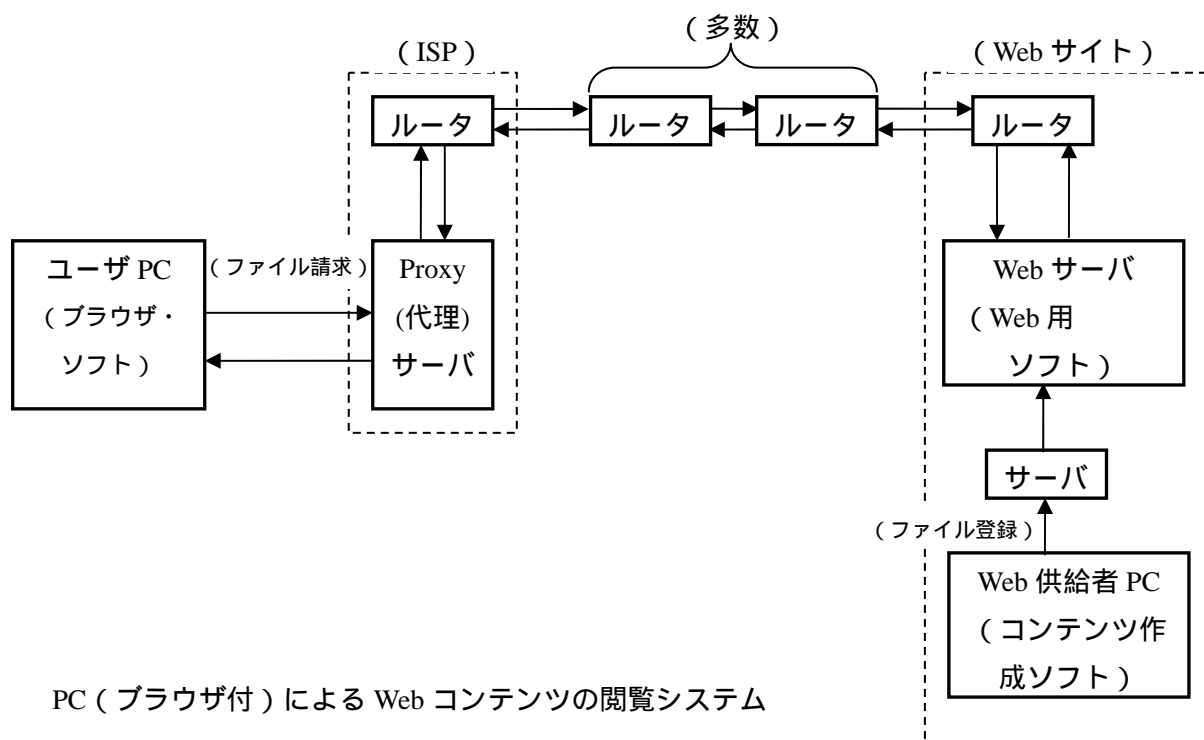 （多数）
（ISP）
（Web サイト）
ルータ
ルータ
ルータ
ルータ
ユーザ PC
（ブラウザ・
ソフト）
（ファイル請求）
Proxy
(代理)
サーバ
Web サーバ
（Web 用
ソフト）
サーバ
（ファイル登録）
Web 供給者 PC
（コンテンツ作
成ソフト）
PC（ブラウザ付）による Web コンテンツの閲覧システム